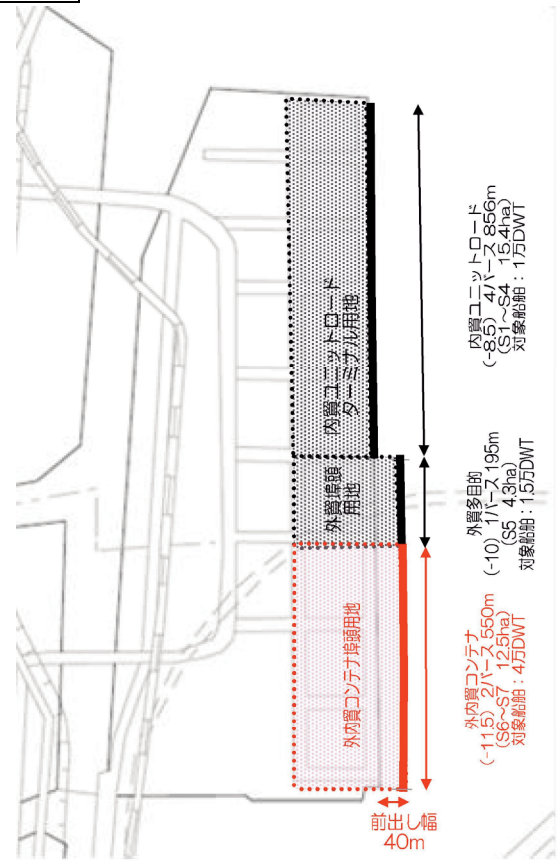 内貿ユニットロード
ターミナル用地
外貿埠頭
用地
外内貿コンテナ埠頭用地
内貿ユニットロード
(-8.5) 4バース 856m
(S1～S4 15.4ha)
対象船舶：1万DWT
外貿多目的
(-10) 1バース 195m
(S5 4.3ha)
対象船舶：1.5万DWT
外内貿コンテナ
(-11.5) 2バース 550m
(S6～S7 12.5ha)
対象船舶：4万DWT
前出し幅
40m